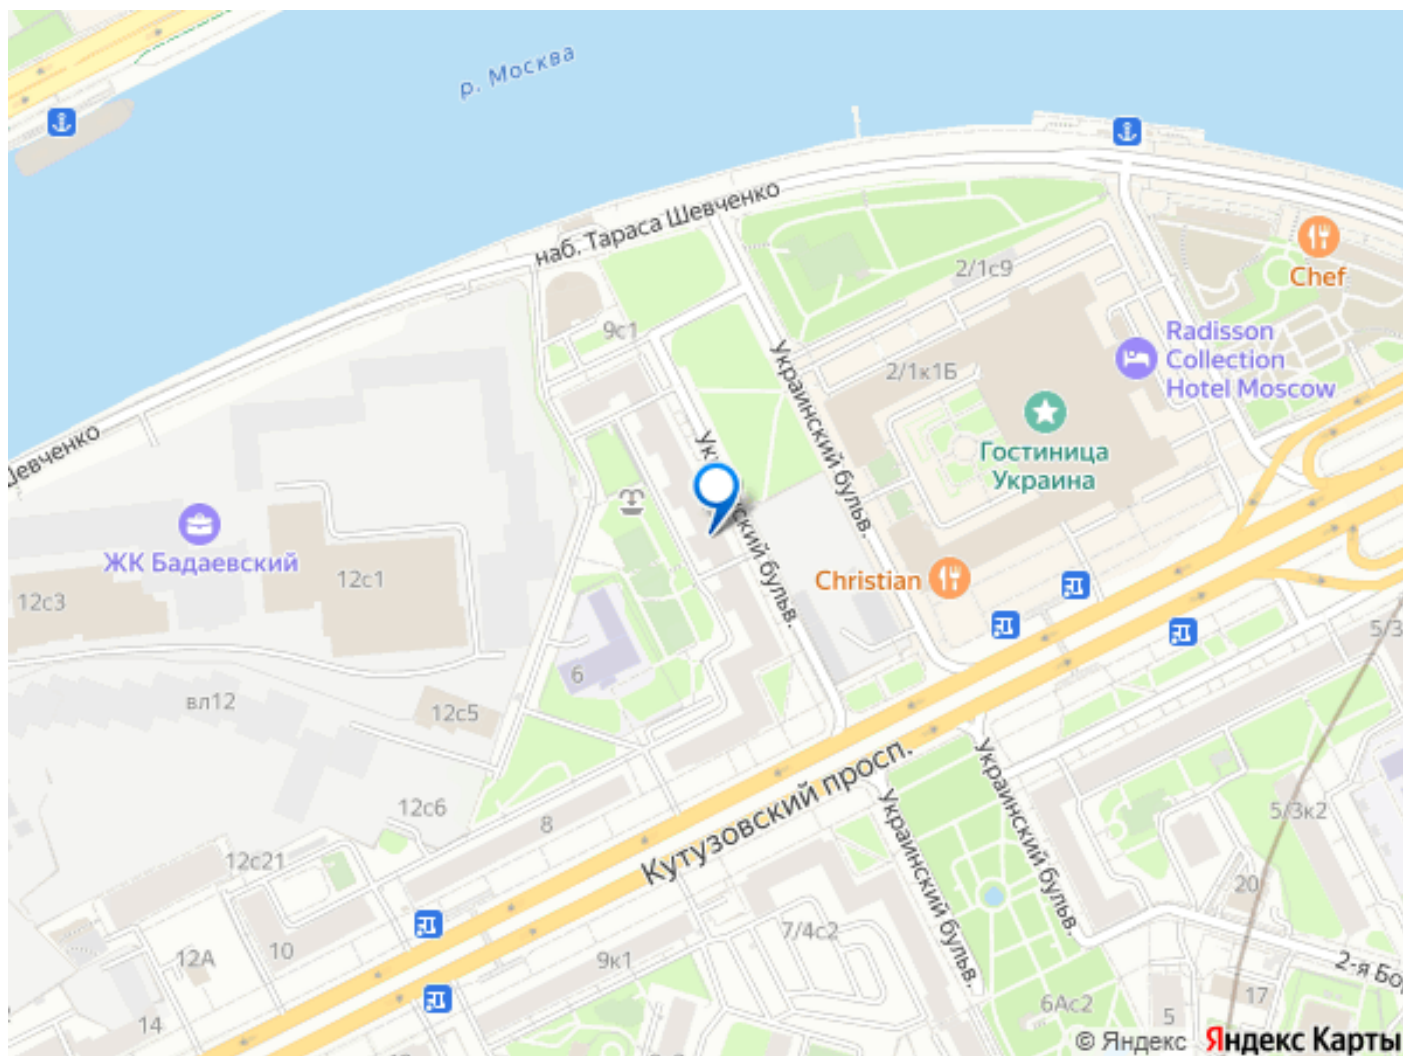 р. Москва
наб. Тараса Шевченко
Chef
2/1с9
9с1
Украинский бульв.
2/1к1Б
Radisson
Collection
Hotel Moscow
Гостиница
Украина
Шевченко
ЖК Бадаевский
12с1
12с3
Christian
6
вл12
12с5
5/3
Кутузовский просп.
Украинский бульв.
Украинский бульв.
12с6
8
5/3к2
12с21
20
10
12А
7/4с2
9к1
2-я Бо
14
6Ас2
5
17
© Яндекс Яндекс Карты